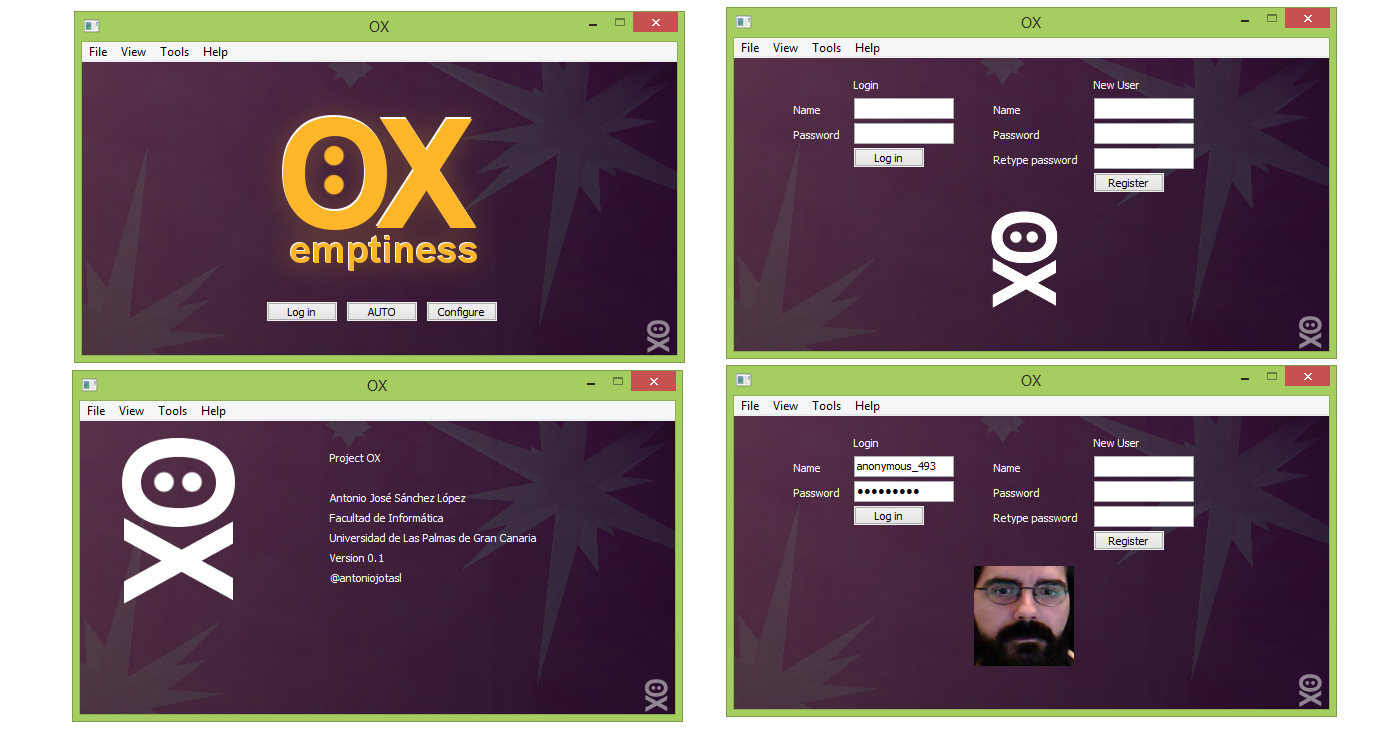 OX
File View Tools Help
OX
emptiness
Log in AUTO Configure
OX
OX
File View Tools Help
Login New User
Name Name
Password Password
Log in Retype password
Register
OX
OX
OX
File View Tools Help
OX
Project OX
Antonio José Sánchez López
Facultad de Informática
Universidad de Las Palmas de Gran Canaria
Version 0.1
@antoniojotasl
OX
OX
File View Tools Help
Login New User
Name anonymous_493 Name
Password ••••••••• Password
Log in Retype password
Register
OX